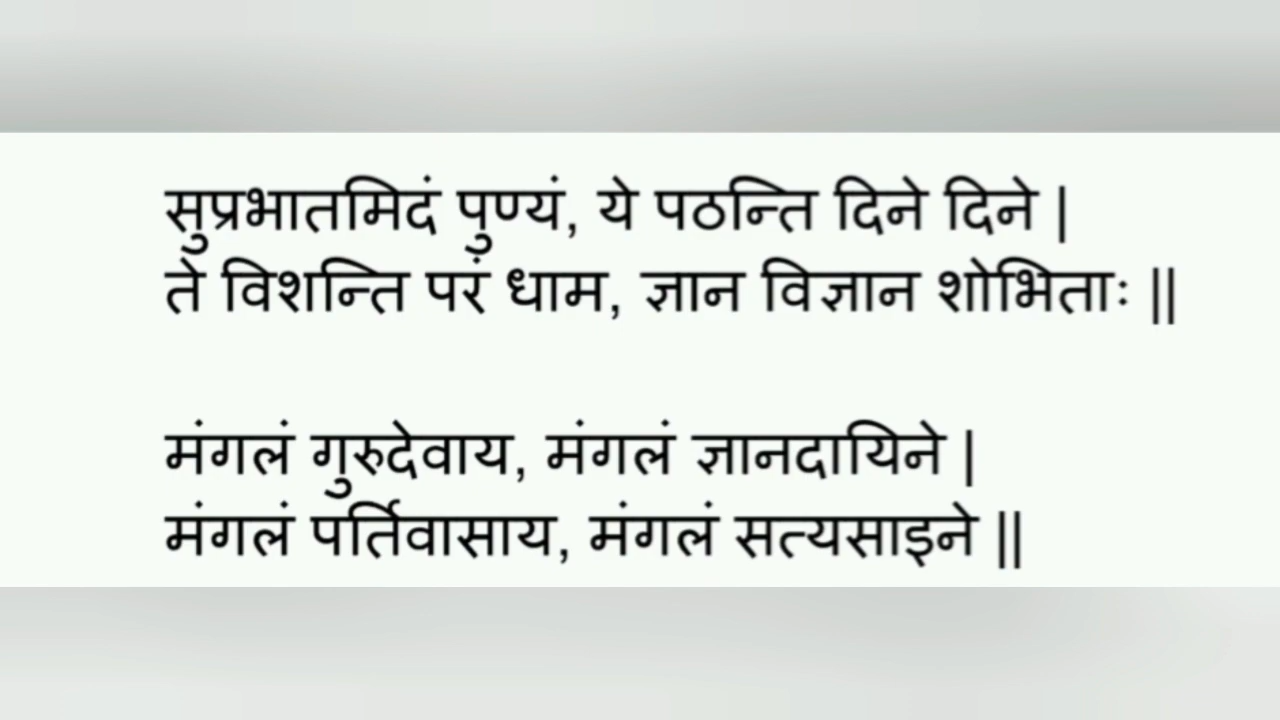 सुप्रभातमिदं पुण्यं, ये पठन्ति दिने दिने |
ते विशन्ति परं धाम, ज्ञान विज्ञान शोभिताः ||
मंगलं गुरुदेवाय, मंगलं ज्ञानदायिने |
मंगलं पर्तिवासाय, मंगलं सत्यसाइने ||